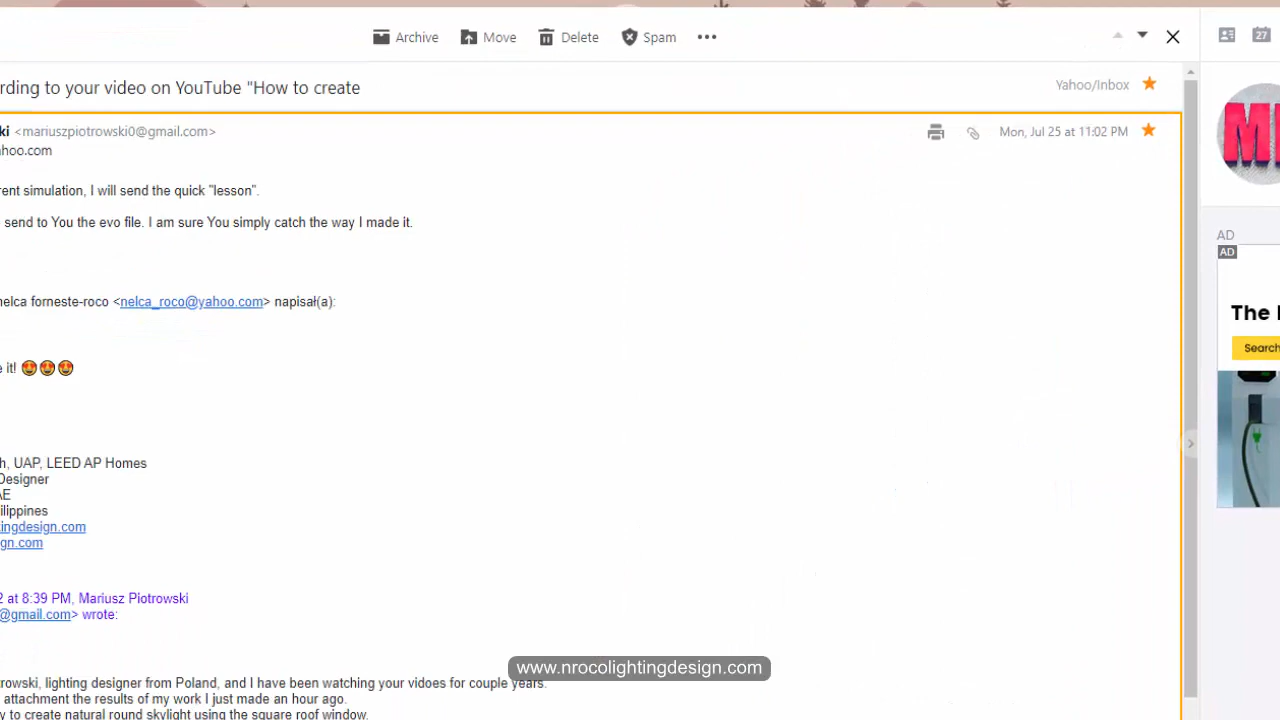 Archive Move Delete Spam •••
27
rding to your video on YouTube "How to create
Yahoo/Inbox
ki <mariuszpiotrowski0@gmail.com>
Mon, Jul 25 at 11:02 PM
hoo.com
rent simulation, I will send the quick "lesson".
send to You the evo file. I am sure You simply catch the way I made it.
AD
AD
nelca forneste-roco <nelca_roco@yahoo.com> napisał(a):
The
Search
e it! 😍😍😍
h, UAP, LEED AP Homes
Designer
AE
ilippines
tingdesign.com
gn.com
2 at 8:39 PM, Mariusz Piotrowski
@gmail.com> wrote:
www.nrocolightingdesign.com
trowski, lighting designer from Poland, and I have been watching your vidoes for couple years.
attachment the results of my work I just made an hour ago.
y to create natural round skylight using the square roof window.